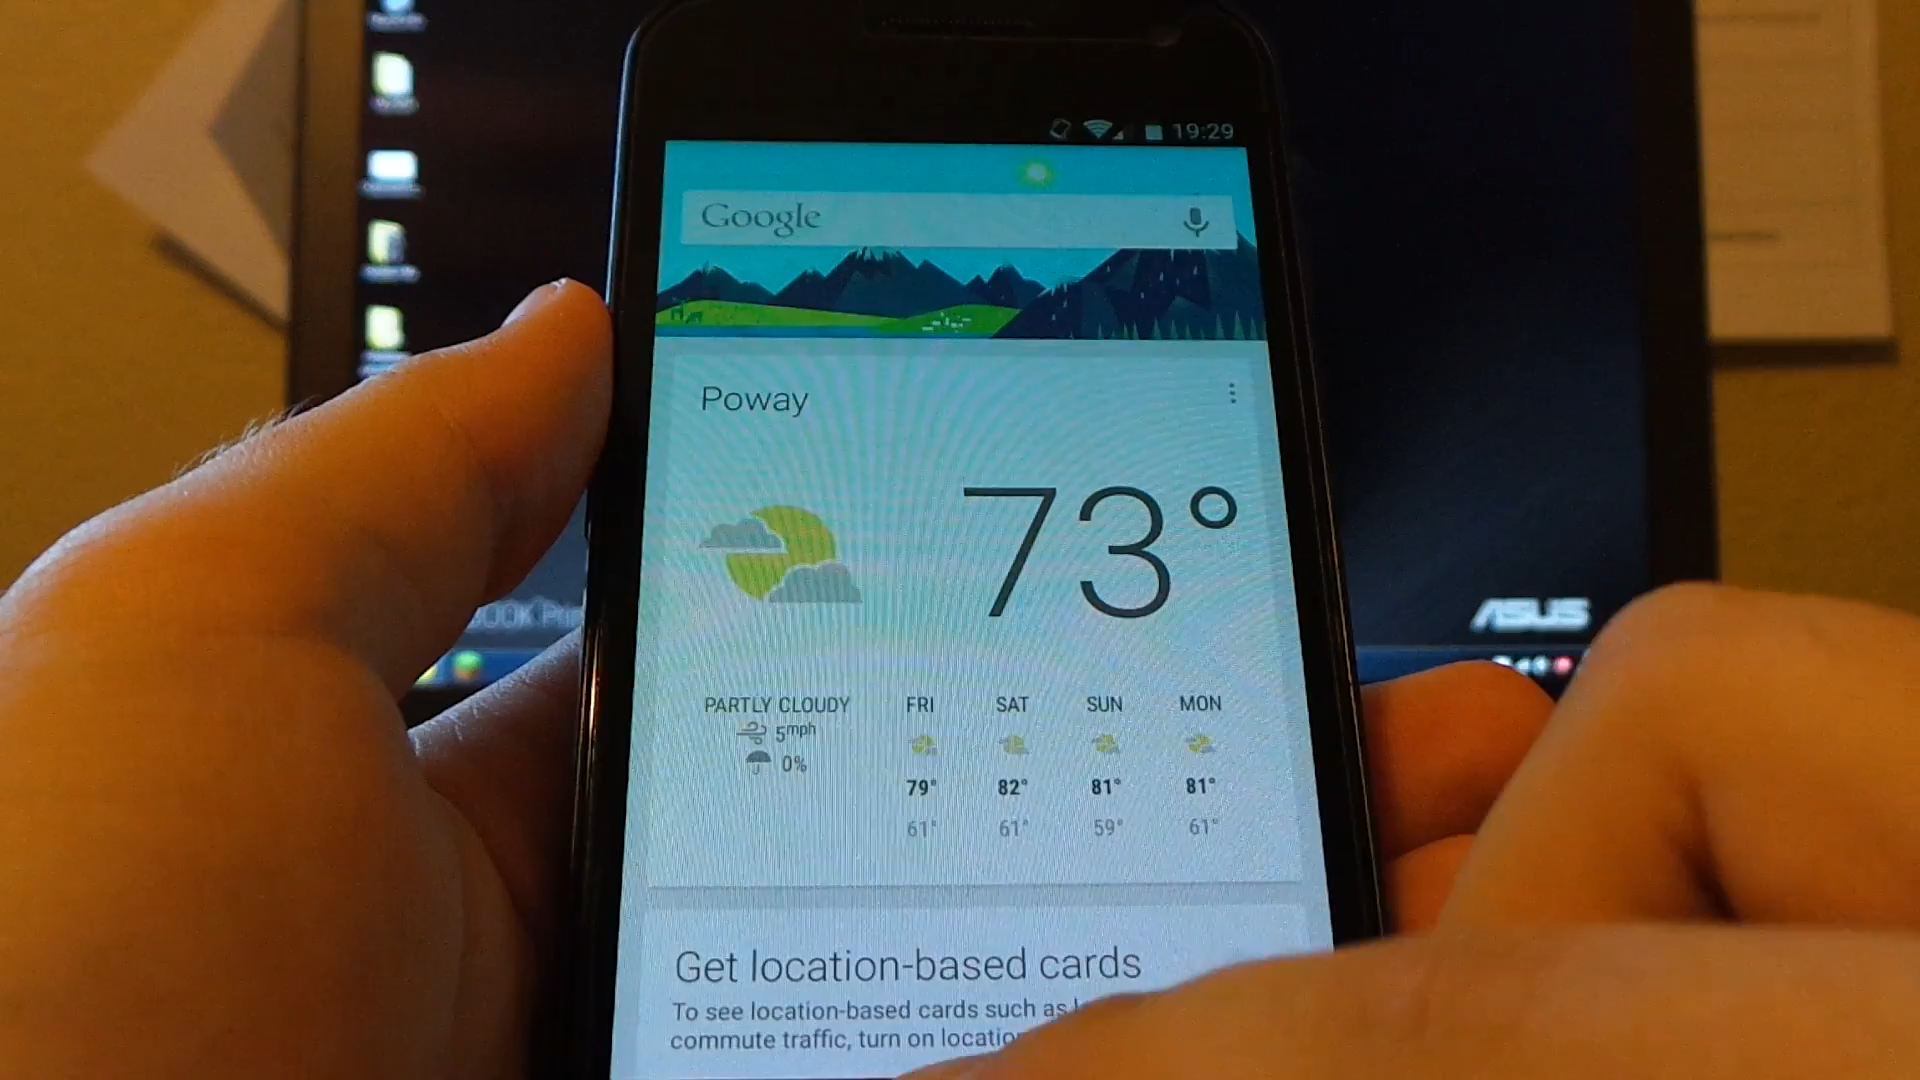 19:29
Google
Poway
73°
PARTLY CLOUDY FRI SAT SUN MON
5mph
0%
79° 82° 81° 81°
61° 61° 59° 61°
Get location-based cards
To see location-based cards such as
commute traffic, turn on
ASUS